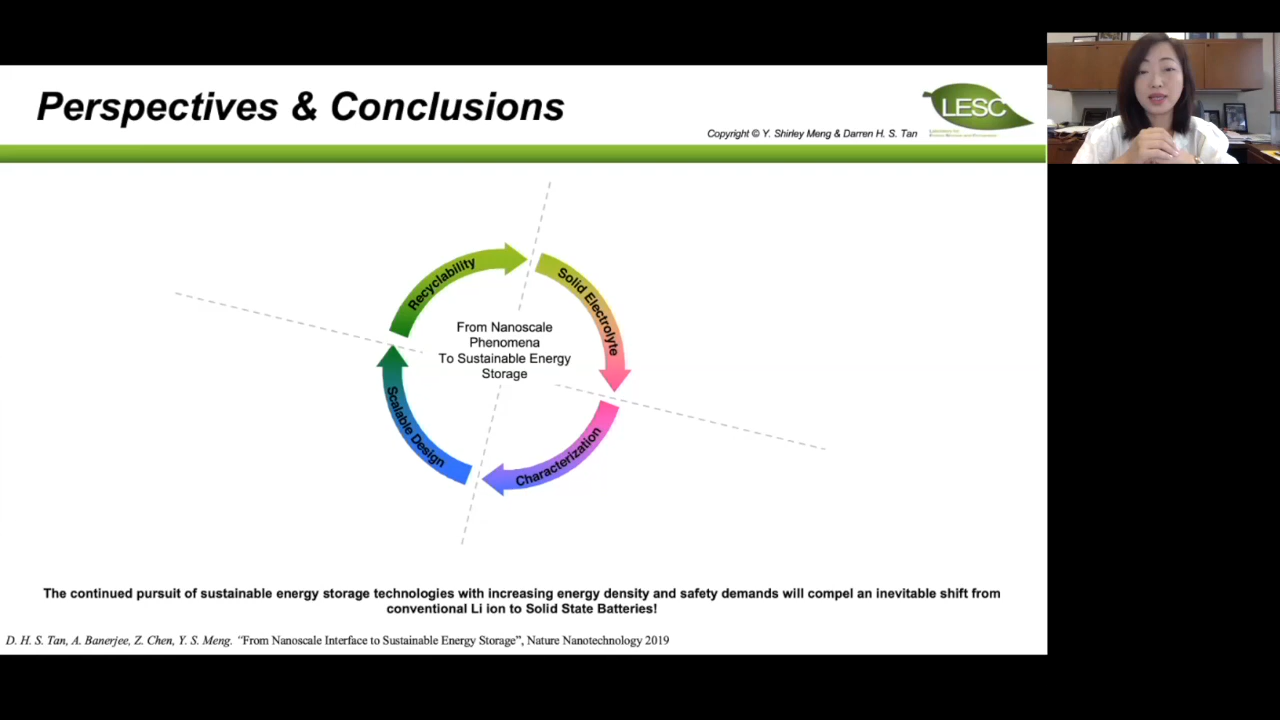 Perspectives & Conclusions
LESC
Copyright © Y. Shirley Meng & Darren H. S. Tan
Recyclability
Solid Electrolyte
From Nanoscale
Phenomena
To Sustainable Energy
Storage
Scalable Design
Characterization
The continued pursuit of sustainable energy storage technologies with increasing energy density and safety demands will compel an inevitable shift from
conventional Li ion to Solid State Batteries!
D. H. S. Tan, A. Banerjee, Z. Chen, Y. S. Meng. "From Nanoscale Interface to Sustainable Energy Storage", Nature Nanotechnology 2019